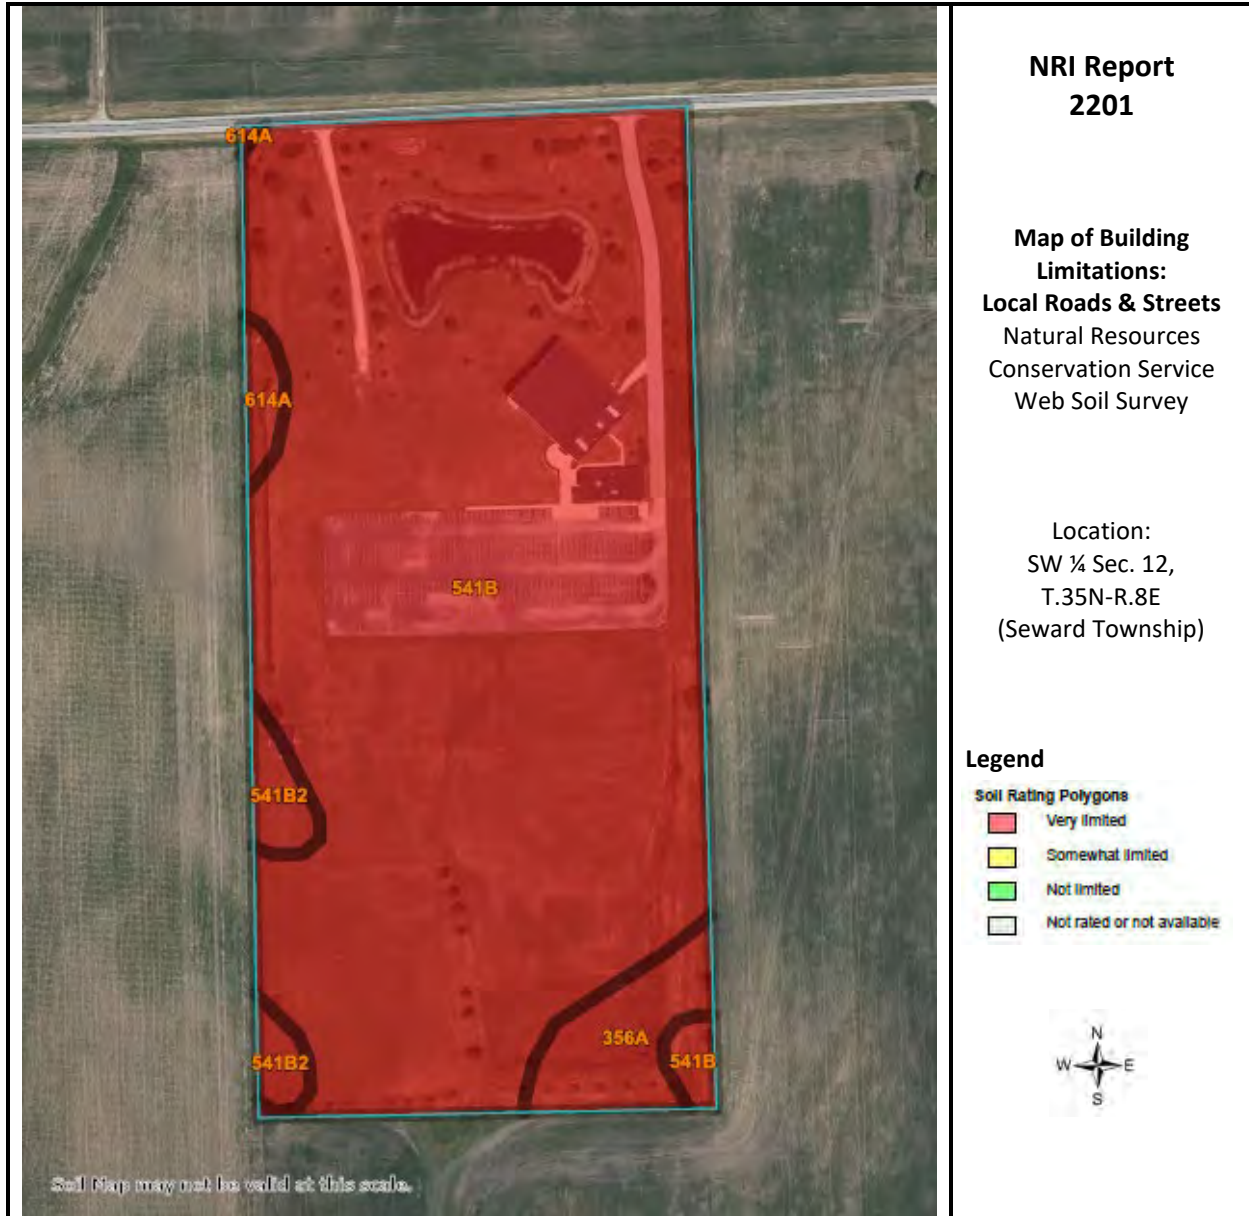 614A
614A
541B
541B2
541B2
356A
541B
Soil Map may not be valid at this scale.
NRI Report
2201
Map of Building
Limitations:
Local Roads & Streets
Natural Resources
Conservation Service
Web Soil Survey
Location:
SW ¼ Sec. 12,
T.35N-R.8E
(Seward Township)
Legend
Soil Rating Polygons
Very limited
Somewhat limited
Not limited
Not rated or not available
N
W E
S